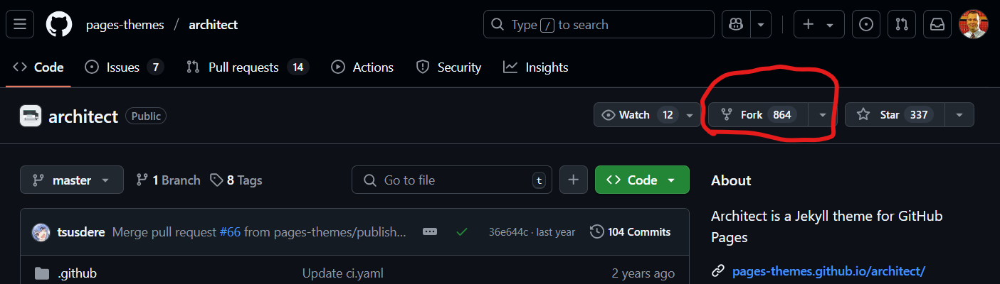 pages-themes / architect
Type / to search
Code Issues 7 Pull requests 14 Actions Security Insights
architect Public
Watch 12 Fork 864 Star 337
master 1 Branch 8 Tags Go to file t Code
About
Architect is a Jekyll theme for GitHub
Pages
tsusdere Merge pull request #66 from pages-themes/publish... 36e644c · last year 104 Commits
.github Update ci.yaml 2 years ago
pages-themes.github.io/architect/